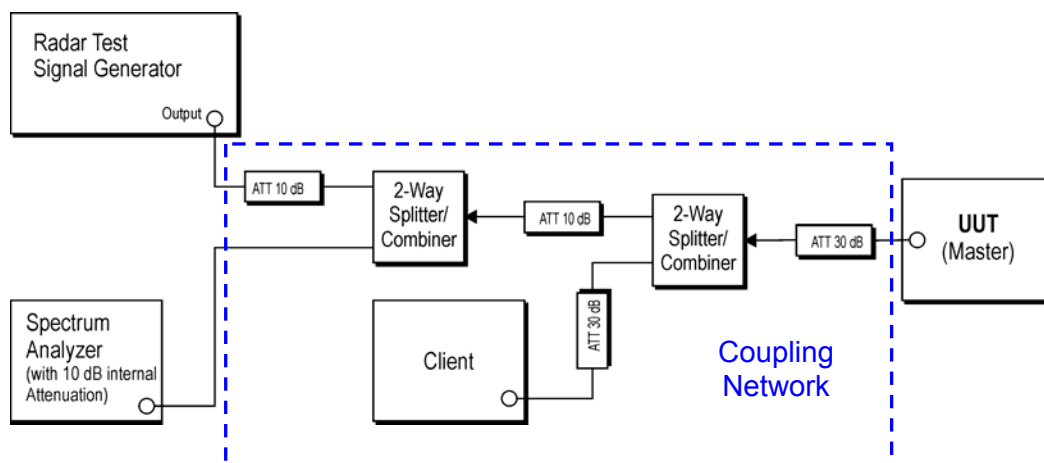 Radar Test
Signal Generator
Output
ATT 10 dB
2-Way
Splitter/
Combiner
ATT 10 dB
2-Way
Splitter/
Combiner
ATT 30 dB
UUT
(Master)
Spectrum
Analyzer
(with 10 dB internal
Attenuation)
Client
ATT 30 dB
Coupling
Network